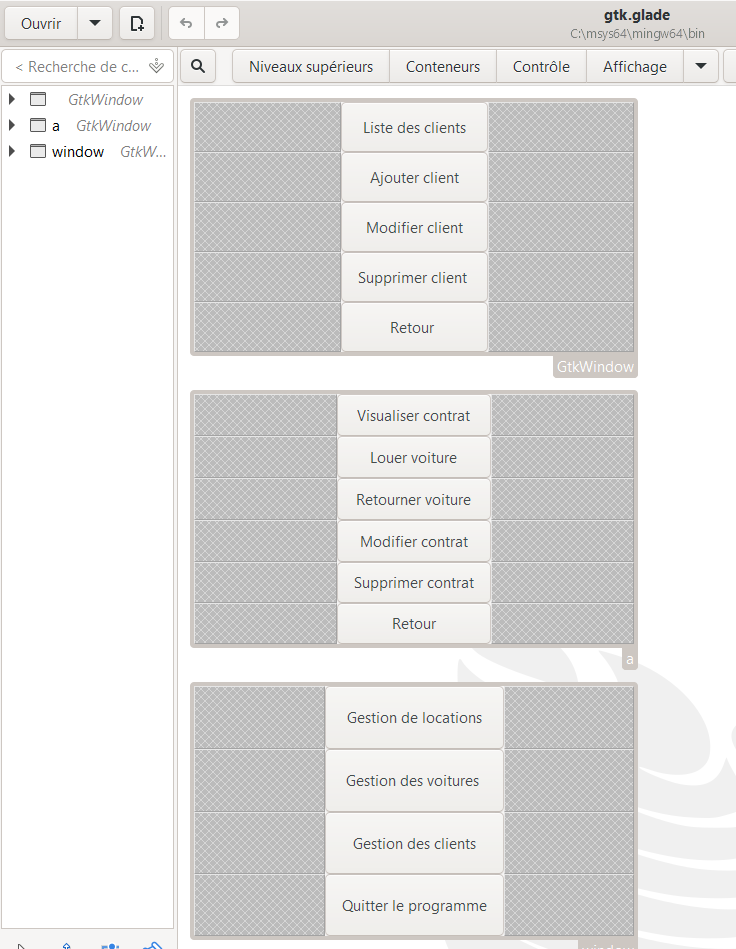 Ouvrir
gtk.glade
C:\msys64\mingw64\bin
< Recherche de c...
Niveaux supérieurs
Conteneurs
Contrôle
Affichage
GtkWindow
a GtkWindow
window GtkW...
Liste des clients
Ajouter client
Modifier client
Supprimer client
Retour
GtkWindow
Visualiser contrat
Louer voiture
Retourner voiture
Modifier contrat
Supprimer contrat
Retour
a
Gestion de locations
Gestion des voitures
Gestion des clients
Quitter le programme
window